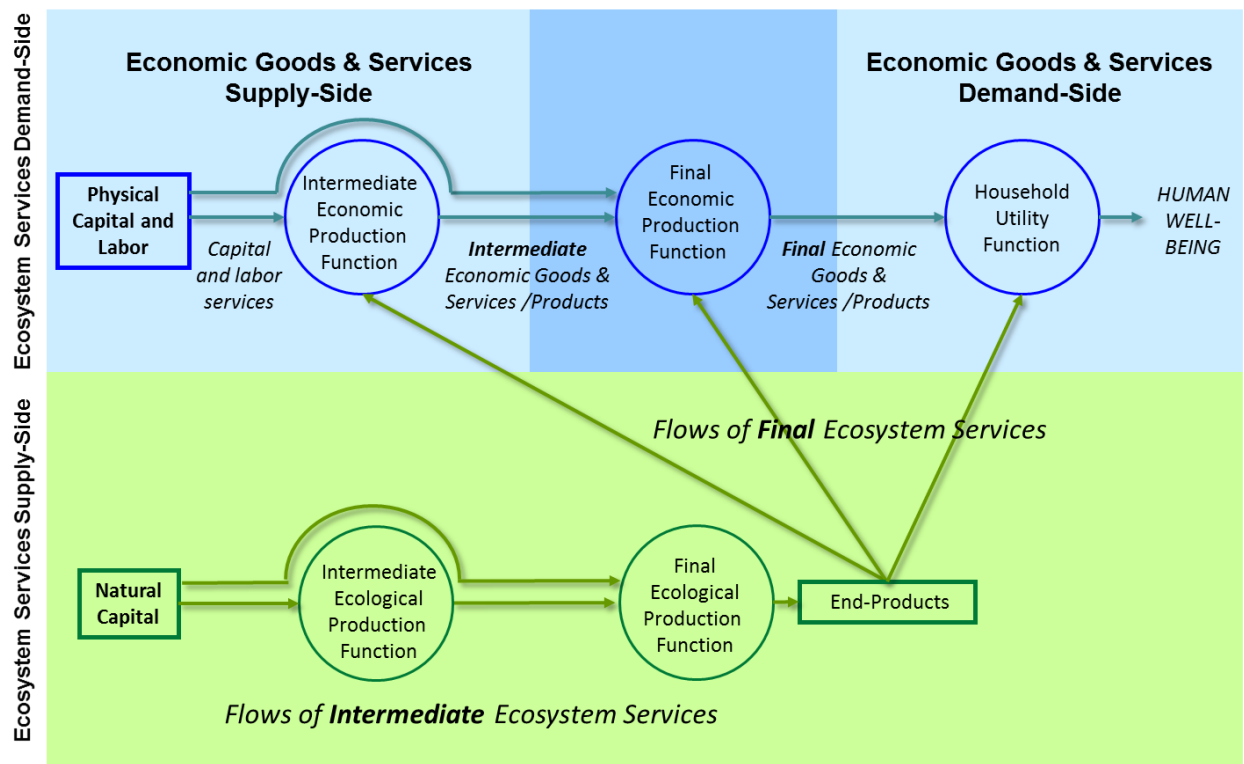 Ecosystem Services Demand-Side
Economic Goods & Services
Supply-Side
Economic Goods & Services
Demand-Side
Physical
Capital and
Labor
Capital
and labor
services
Intermediate
Economic
Production
Function
Intermediate
Economic Goods &
Services /Products
Final
Economic
Production
Function
Final Economic
Goods &
Services /Products
Household
Utility
Function
HUMAN
WELL-
BEING
Ecosystem Services Supply-Side
Flows of Final Ecosystem Services
Natural
Capital
Intermediate
Ecological
Production
Function
Final
Ecological
Production
Function
End-Products
Flows of Intermediate Ecosystem Services